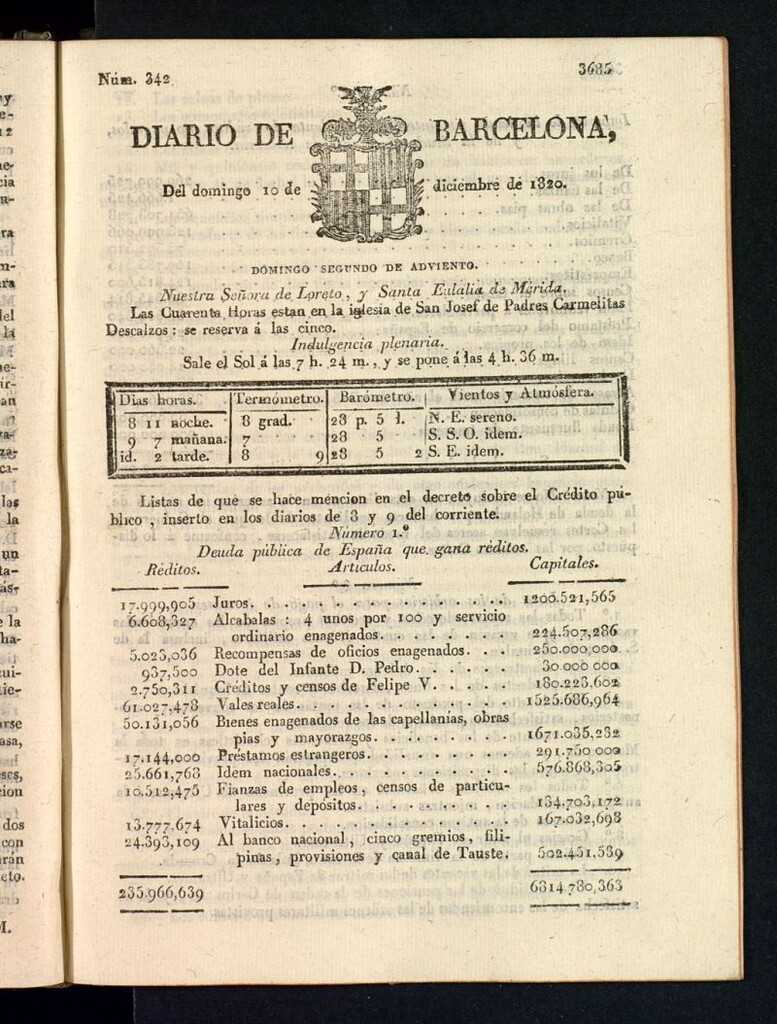 Núm. 342
3685
DIARIO DE BARCELONA,
Del domingo 10 de diciembre de 1820.
DOMINGO SEGUNDO DE ADVIENTO.
Nuestra Señora de Loreto, y Santa Eulalia de Mérida.
Las Cuarenta Horas estan en la iglesia de San Josef de Padres Carmelitas
Descalzos: se reserva á las cinco.
Indulgencia plenaria.
Sale el Sol á las 7 h. 24 m., y se pone á las 4 h. 36 m.
Dias horas. Termómetro. Barómetro. Vientos y Atmósfera.
8 11 noche. 8 grad. 28 p. 5 l. N. E. sereno.
9 7 mañana. 7 28 5 S. S. O. idem.
id. 2 tarde. 8 9 28 5 2 S. E. idem.
Listas de que se hace mencion en el decreto sobre el Crédito pú-
blico, inserto en los diarios de 8 y 9 del corriente.
Número 1.º
Deuda pública de España que gana réditos.
Réditos. Artículos. Capitales.
17.999,905 Juros. . . . . . . . . . . . . . . 1200.521,565
6.608,327 Alcabalas: 4 unos por 100 y servicio
ordinario enagenados. . . . . . . . 224.507,286
5.023,036 Recompensas de oficios enagenados. . . 250.000,000
937,500 Dote del Infante D. Pedro. . . . . . 30.000 000
2.750,311 Créditos y censos de Felipe V. . . . . 180.223.602
61.027,478 Vales reales. . . . . . . . . . . . . 1525.686,964
50.131,056 Bienes enagenados de las capellanías, obras
pias y mayorazgos. . . . . . . . . 1671.035,232
17.144,000 Préstamos estrangeros. . . . . . . . . 291.750 000
25.661,768 Idem nacionales. . . . . . . . . . . 576.868,305
10.512,475 Fianzas de empleos, censos de particu-
lares y depósitos. . . . . . . . . . 134.703,172
13.777,674 Vitalicios. . . . . . . . . . . . . . 167.032,698
24.393,109 Al banco nacional, cinco gremios, fili-
pinas, provisiones y canal de Tauste. 502.451,539
235.966,639 6314.780,363